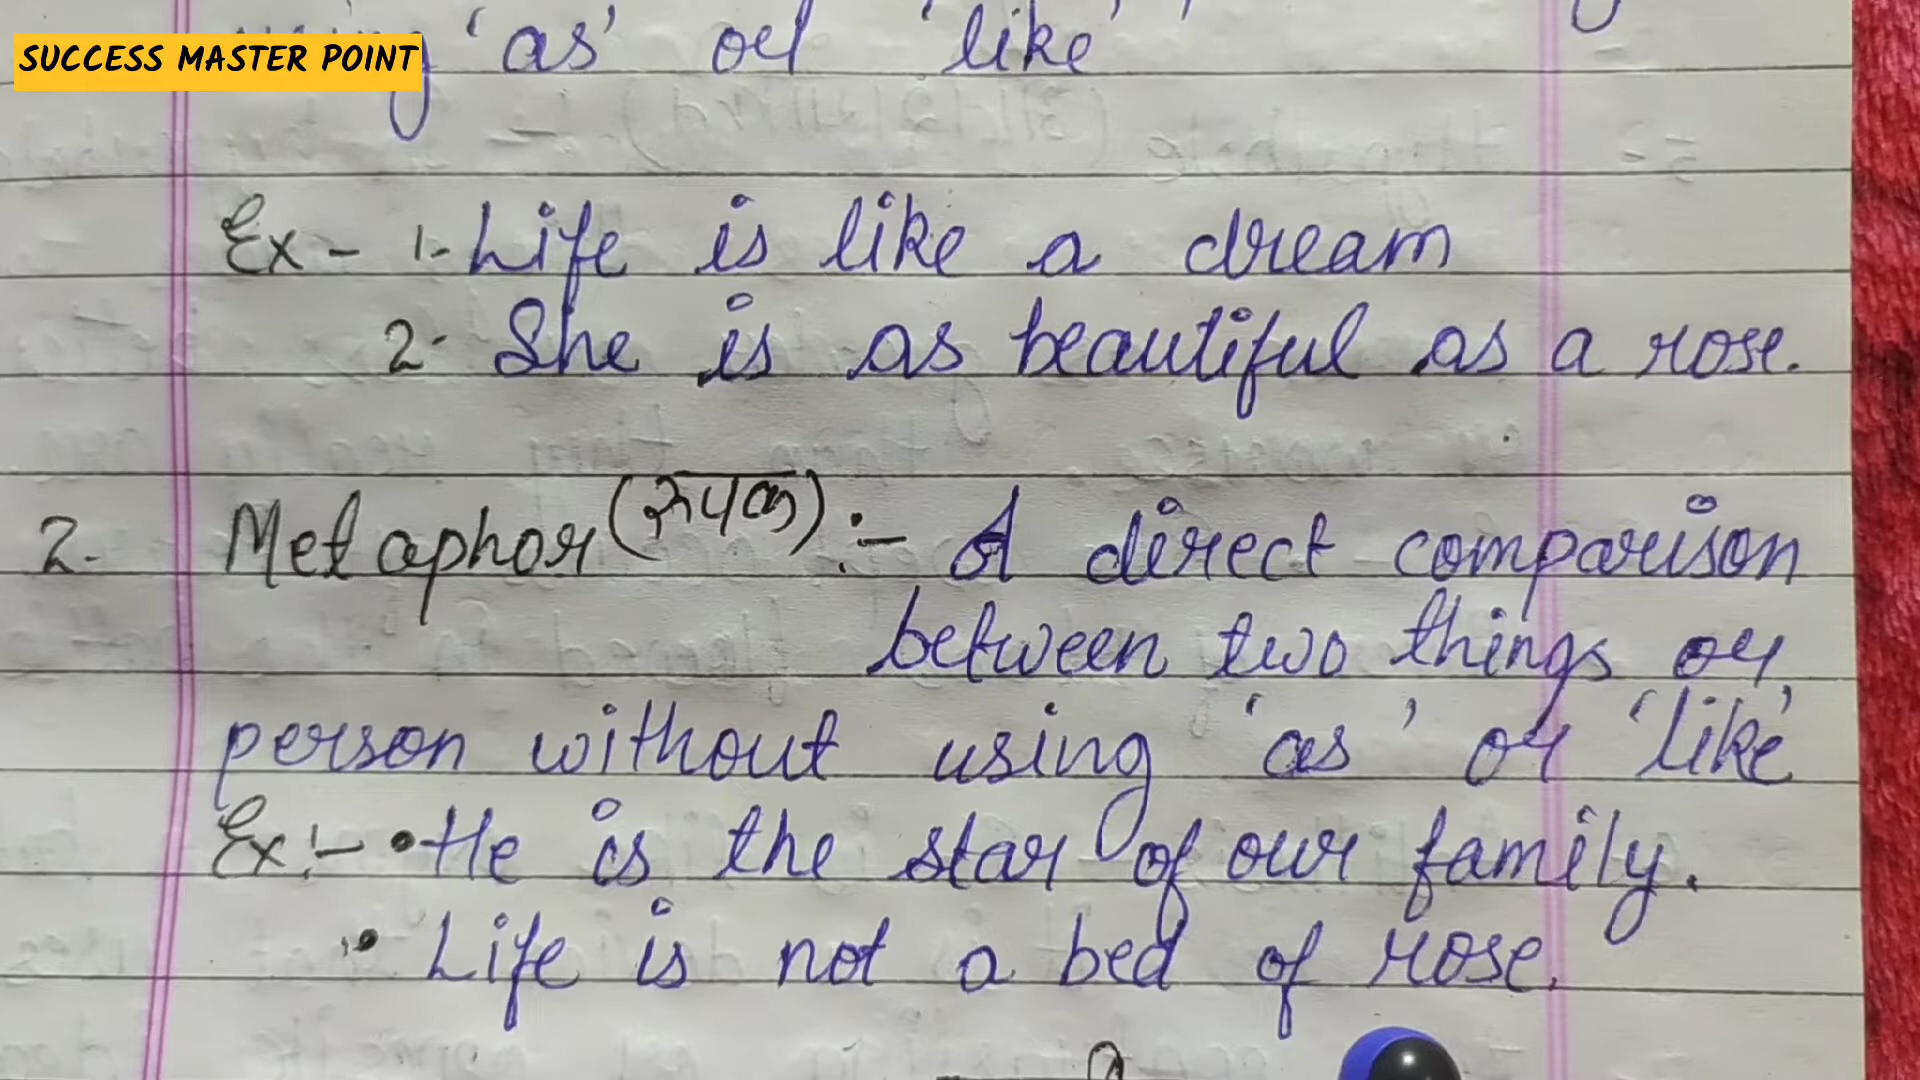 SUCCESS MASTER POINT
'as' or 'like'
Ex - 1. Life is like a dream
2. She is as beautiful as a rose.
2. Metaphor (रूपक) :- A direct comparison
between two things or
person without using 'as' or 'like'
Ex :- • He is the star of our family.
• Life is not a bed of rose.